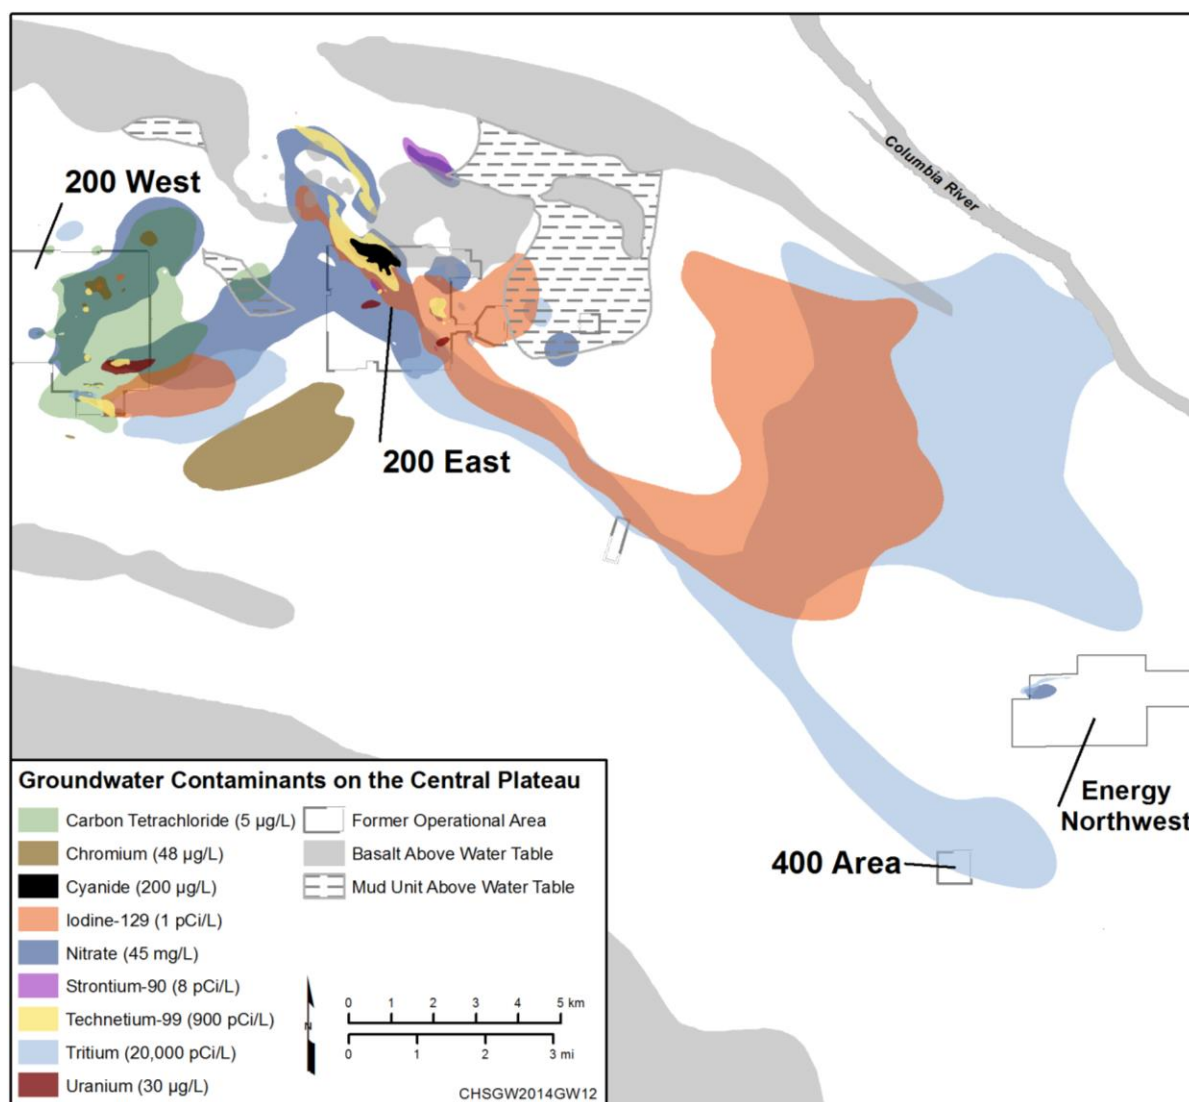 Columbia River
200 West
200 East
Energy
Northwest
400 Area
Groundwater Contaminants on the Central Plateau
Carbon Tetrachloride (5 µg/L)
Chromium (48 µg/L)
Cyanide (200 µg/L)
Iodine-129 (1 pCi/L)
Nitrate (45 mg/L)
Strontium-90 (8 pCi/L)
Technetium-99 (900 pCi/L)
Tritium (20,000 pCi/L)
Uranium (30 µg/L)
Former Operational Area
Basalt Above Water Table
Mud Unit Above Water Table
N
0 1 2 3 4 5 km
0 1 2 3 mi
CHSGW2014GW12